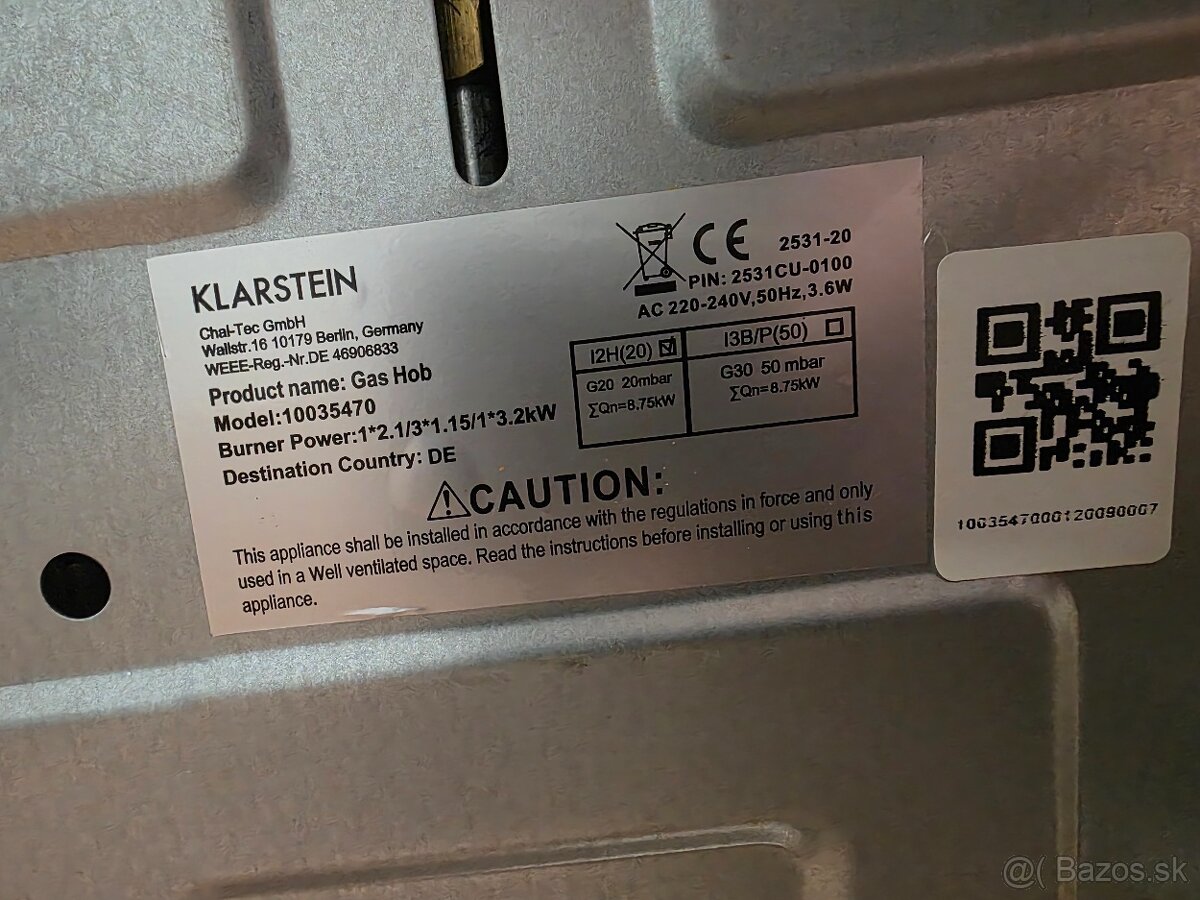 KLARSTEIN
Chal-Tec GmbH
Wallstr.16 10179 Berlin, Germany
WEEE-Reg.-Nr.DE 46906833
Product name: Gas Hob
Model:10035470
Burner Power:1*2.1/3*1.15/1*3.2kW
Destination Country: DE
CE 2531-20
PIN: 2531CU-0100
AC 220-240V,50Hz,3.6W
I2H(20) ☑ I3B/P(50) ☐
G20 20mbar G30 50 mbar
∑Qn=8.75kW ∑Qn=8.75kW
⚠CAUTION:
This appliance shall be installed in accordance with the regulations in force and only
used in a Well ventilated space. Read the instructions before installing or using this
appliance.
1003547000120090007
@( Bazos.sk